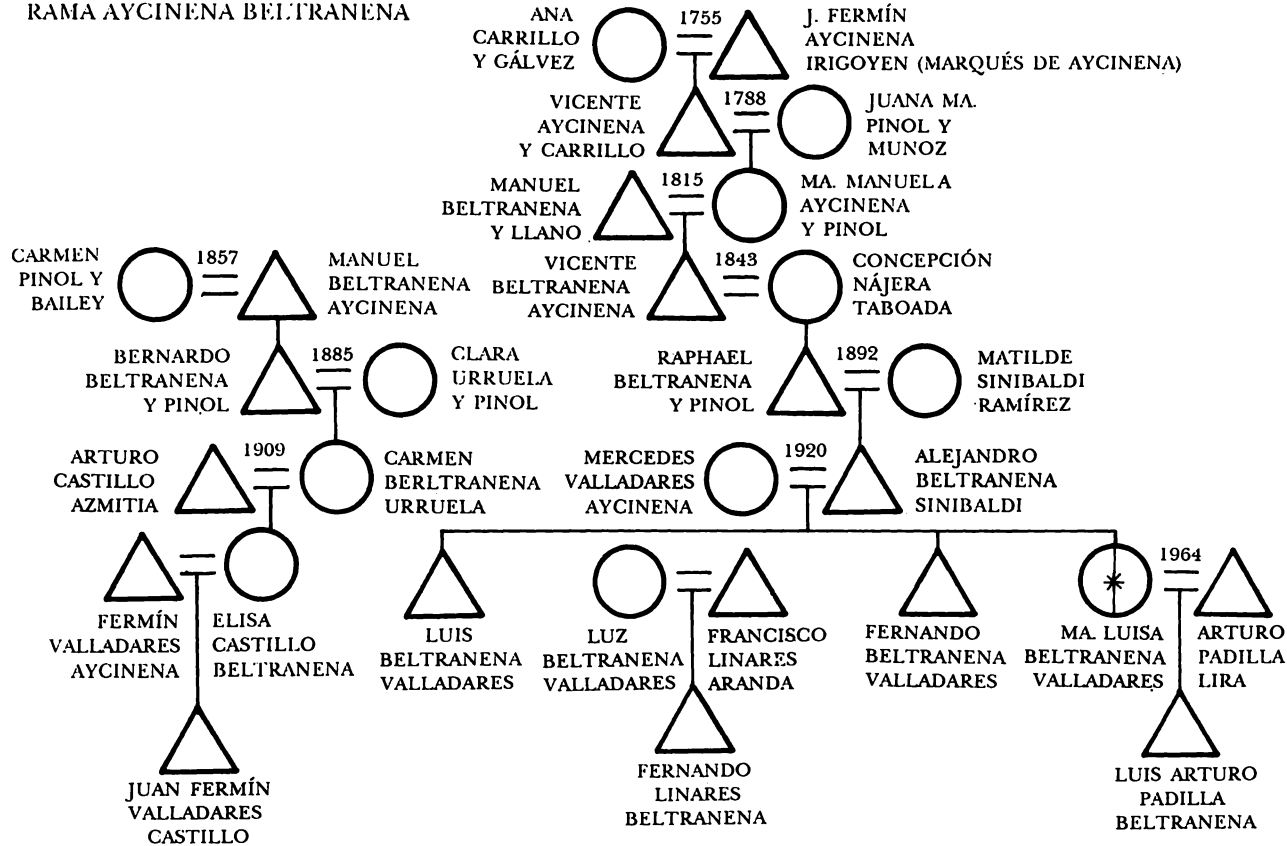 RAMA AYCINENA BELTRANENA
ANA
CARRILLO
Y GÁLVEZ
1755
J. FERMÍN
AYCINENA
IRIGOYEN (MARQUÉS DE AYCINENA)
VICENTE
AYCINENA
Y CARRILLO
1788
JUANA MA.
PINOL Y
MUNOZ
MANUEL
BELTRANENA
Y LLANO
1815
MA. MANUELA
AYCINENA
Y PINOL
CARMEN
PINOL Y
BAILEY
1857
MANUEL
BELTRANENA
AYCINENA
VICENTE
BELTRANENA
AYCINENA
1843
CONCEPCIÓN
NÁJERA
TABOADA
BERNARDO
BELTRANENA
Y PINOL
1885
CLARA
URRUELA
Y PINOL
RAPHAEL
BELTRANENA
Y PINOL
1892
MATILDE
SINIBALDI
RAMÍREZ
ARTURO
CASTILLO
AZMITIA
1909
CARMEN
BERLTRANENA
URRUELA
MERCEDES
VALLADARES
AYCINENA
1920
ALEJANDRO
BELTRANENA
SINIBALDI
FERMÍN
VALLADARES
AYCINENA
ELISA
CASTILLO
BELTRANENA
LUIS
BELTRANENA
VALLADARES
LUZ
BELTRANENA
VALLADARES
FRANCISCO
LINARES
ARANDA
FERNANDO
BELTRANENA
VALLADARES
MA. LUISA
BELTRANENA
VALLADARES
1964
ARTURO
PADILLA
LIRA
JUAN FERMÍN
VALLADARES
CASTILLO
FERNANDO
LINARES
BELTRANENA
LUIS ARTURO
PADILLA
BELTRANENA